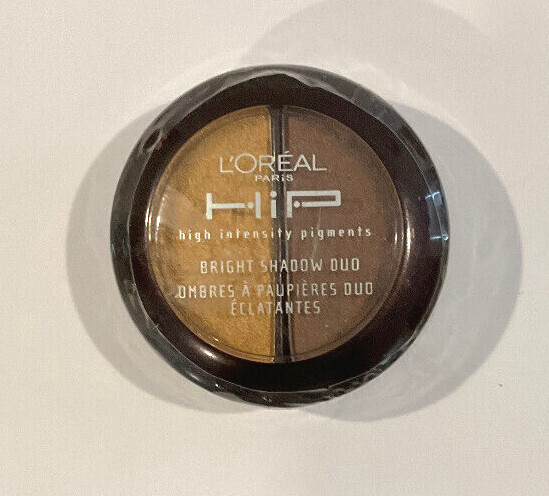 L'ORÉAL
PARIS
HiP
high intensity pigments
BRIGHT SHADOW DUO
OMBRES À PAUPIÈRES DUO
ÉCLATANTES